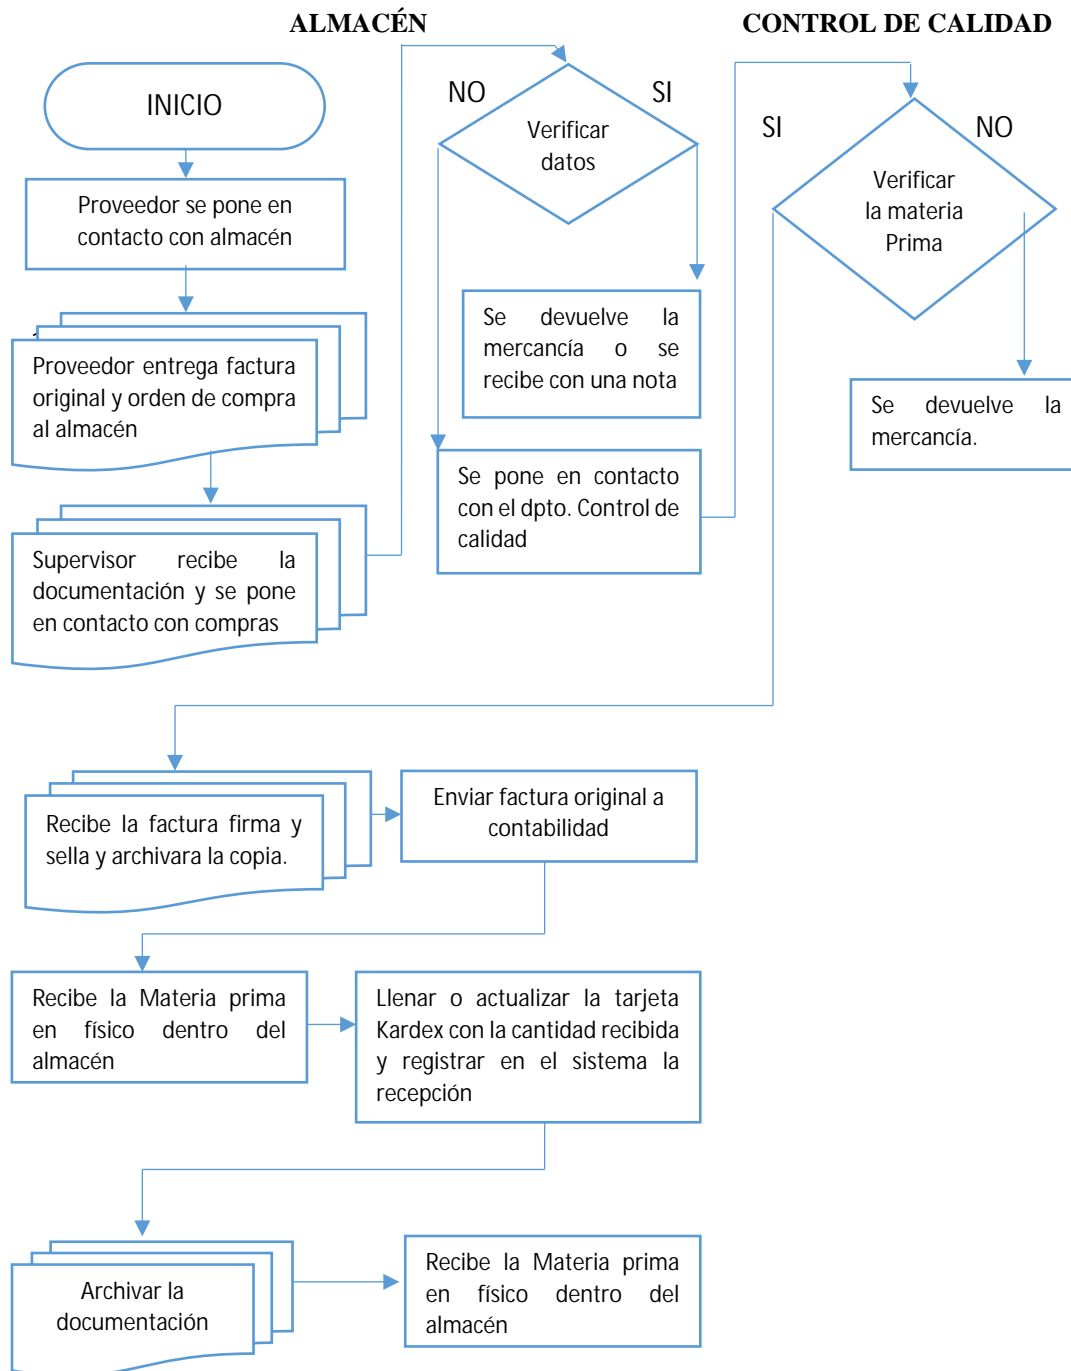 ALMACÉN
CONTROL DE CALIDAD
INICIO
Proveedor se pone en
contacto con almacén
Proveedor entrega factura
original y orden de compra
al almacén
Supervisor recibe la
documentación y se pone
en contacto con compras
NO
SI
Verificar
datos
Se devuelve la
mercancía o se
recibe con una nota
Se pone en contacto
con el dpto. Control de
calidad
SI
NO
Verificar
la materia
Prima
Se devuelve la
mercancía.
Recibe la factura firma y
sella y archivara la copia.
Enviar factura original a
contabilidad
Recibe la Materia prima
en físico dentro del
almacén
Llenar o actualizar la tarjeta
Kardex con la cantidad recibida
y registrar en el sistema la
recepción
Archivar la
documentación
Recibe la Materia prima
en físico dentro del
almacén